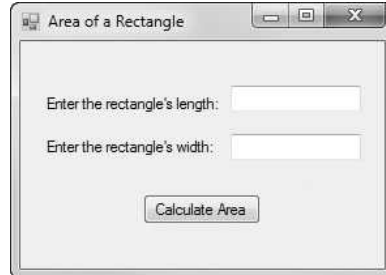 Area of a Rectangle
Enter the rectangle's length:
Enter the rectangle's width:
Calculate Area